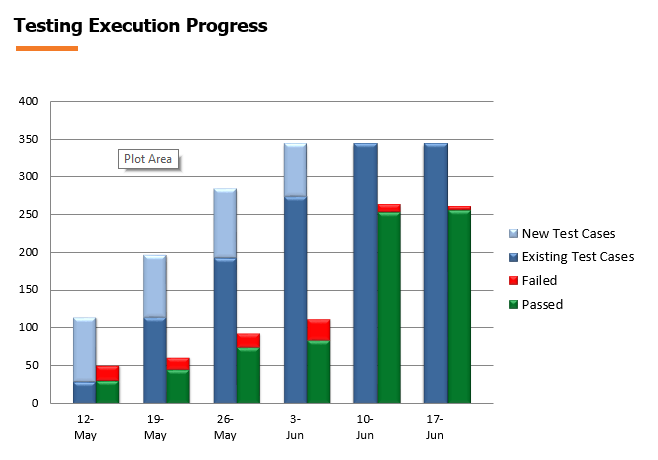 Testing Execution Progress
400
350
300
250
200
150
100
50
0
Plot Area
12-
May
19-
May
26-
May
3-
Jun
10-
Jun
17-
Jun
New Test Cases
Existing Test Cases
Failed
Passed